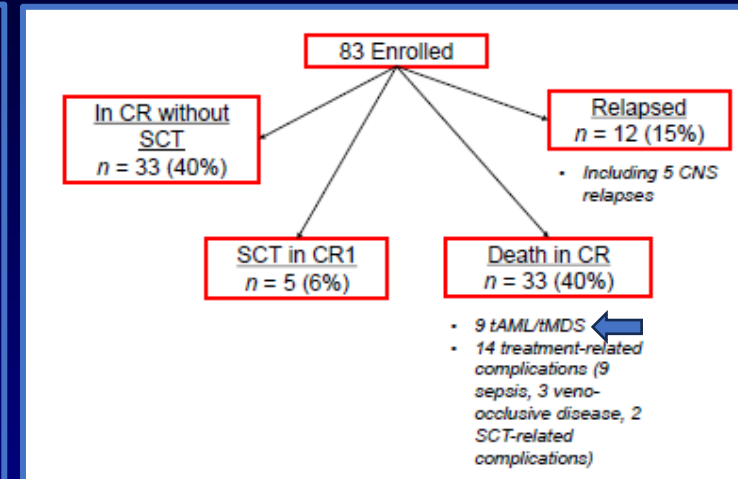 83 Enrolled
In CR without
SCT
n = 33 (40%)
Relapsed
n = 12 (15%)
• Including 5 CNS
relapses
SCT in CR1
n = 5 (6%)
Death in CR
n = 33 (40%)
• 9 tAML/tMDS
• 14 treatment-related
complications (9
sepsis, 3 veno-
occlusive disease, 2
SCT-related
complications)